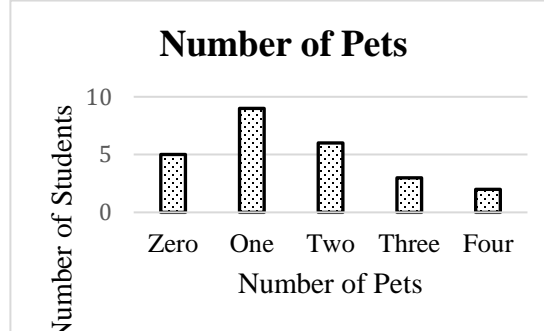 Number of Pets
Number of Students
10
5
0
Zero One Two Three Four
Number of Pets